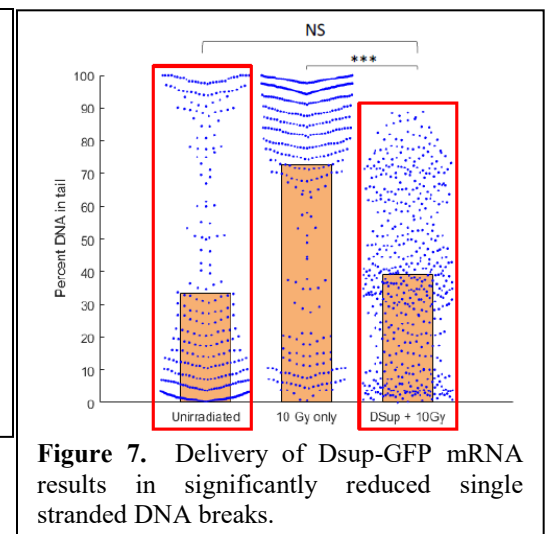 NS
***
100
90
80
70
60
50
40
30
20
10
0
Percent DNA in tail
Unirradiated 10 Gy only DSup + 10Gy
Figure 7. Delivery of Dsup-GFP mRNA
results in significantly reduced single
stranded DNA breaks.